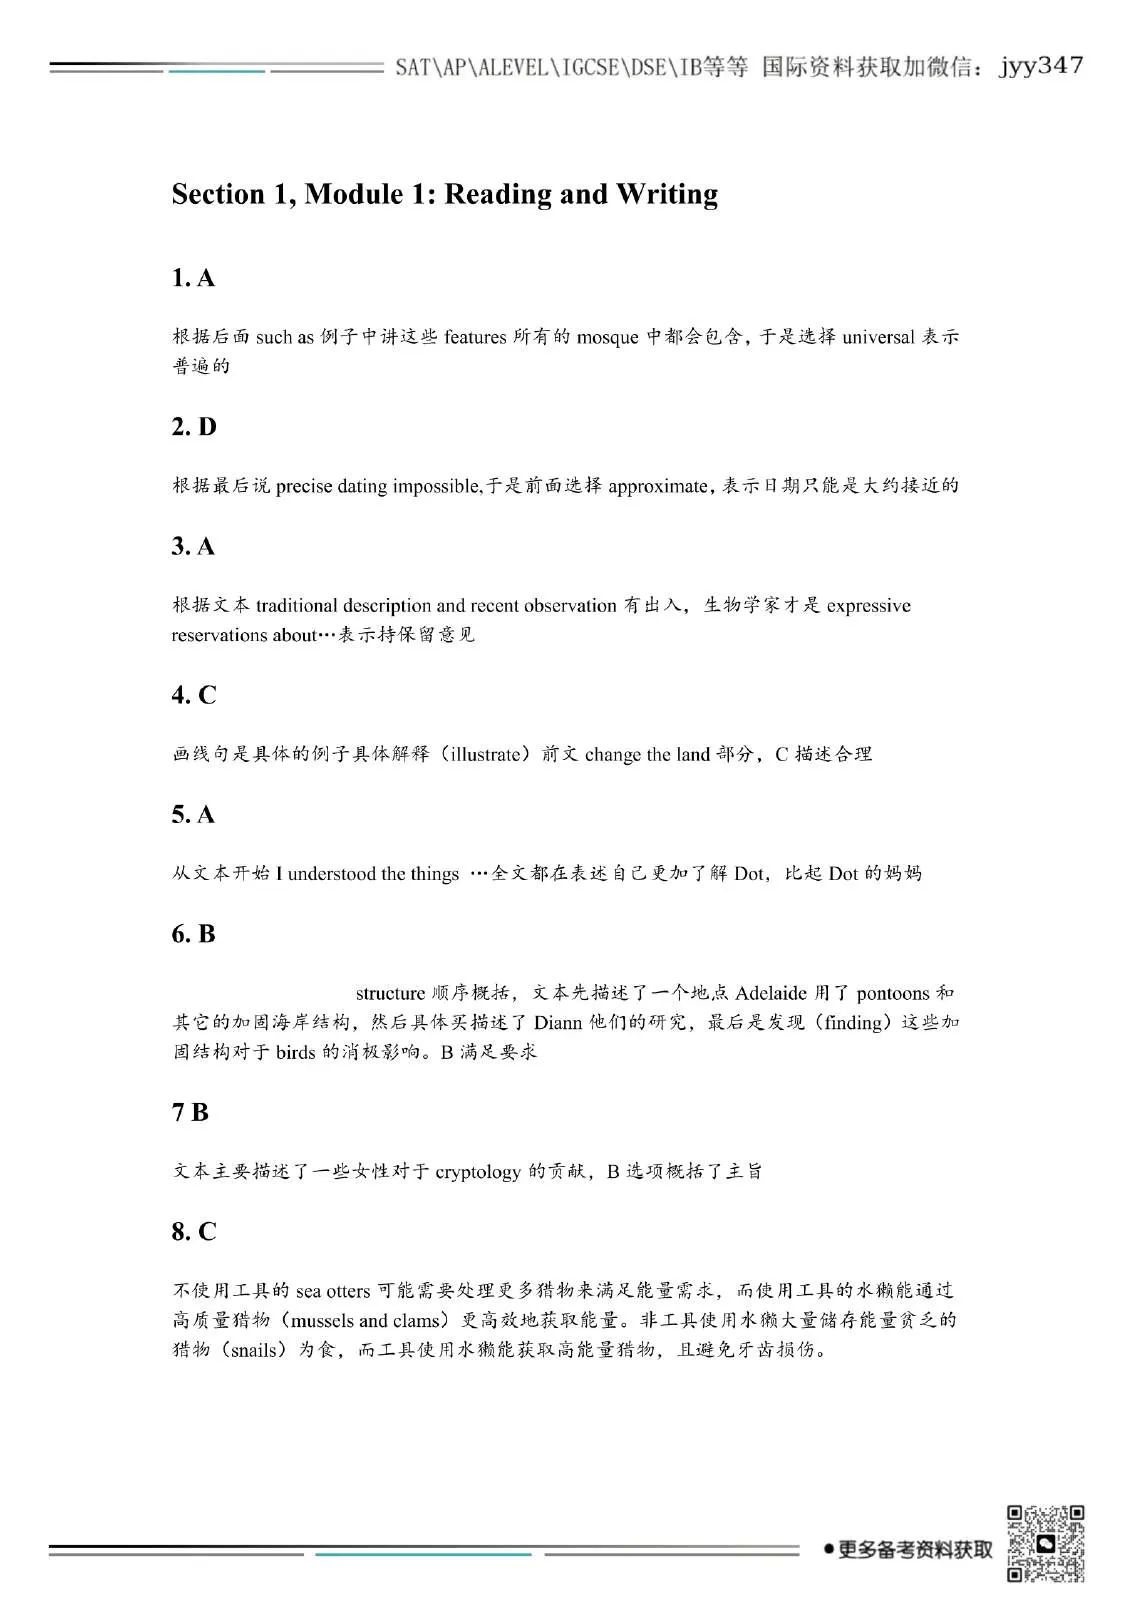 SAT\AP\ALEVEL\IGCSE\DSE\IB等等 国际资料获取加微信：jyy347
Section 1, Module 1: Reading and Writing
1. A
根据后面 such as 例子中讲这些 features 所有的 mosque 中都会包含，于是选择 universal 表示
普遍的
2. D
根据最后说 precise dating impossible,于是前面选择 approximate，表示日期只能是大约接近的
3. A
根据文本 traditional description and recent observation 有出入，生物学家才是 expressive
reservations about…表示持保留意见
4. C
画线句是具体的例子具体解释（illustrate）前文 change the land 部分，C 描述合理
5. A
从文本开始 I understood the things …全文都在表述自己更加了解 Dot，比起 Dot 的妈妈
6. B
structure 顺序概括，文本先描述了一个地点 Adelaide 用了 pontoons 和
其它的加固海岸结构，然后具体买描述了 Diann 他们的研究，最后是发现（finding）这些加
固结构对于 birds 的消极影响。B 满足要求
7 B
文本主要描述了一些女性对于 cryptology 的贡献，B 选项概括了主旨
8. C
不使用工具的 sea otters 可能需要处理更多猎物来满足能量需求，而使用工具的水獭能通过
高质量猎物（mussels and clams）更高效地获取能量。非工具使用水獭大量储存能量贫乏的
猎物（snails）为食，而工具使用水獭能获取高能量猎物，且避免牙齿损伤。
●更多备考资料获取